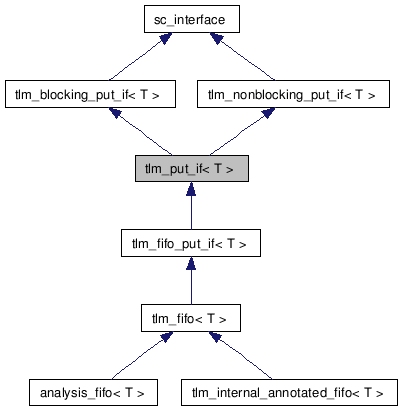 sc_interface
tlm_blocking_put_if< T >
tlm_nonblocking_put_if< T >
tlm_put_if< T >
tlm_fifo_put_if< T >
tlm_fifo< T >
analysis_fifo< T >
tlm_internal_annotated_fifo< T >